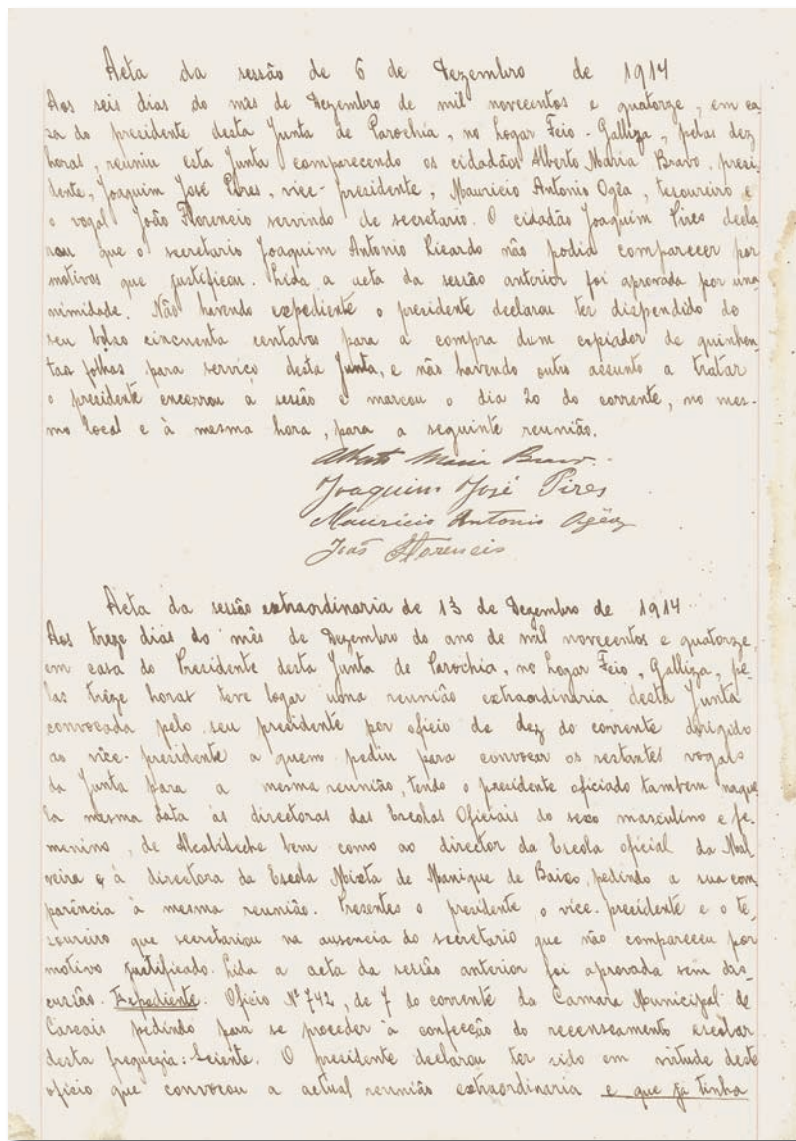 Acta da sessão de 6 de Dezembro de 1914
Aos seis dias do mês de Dezembro de mil novecentos e quatorze, em ca-
za do presidente desta Junta de Parochia, no Logar Feio - Galliza, pelas dez
horas, reuniu esta Junta comparecendo os cidadãos Alberto Maria Bravo, presi-
dente, Joaquim José Pires, vice-presidente, Mauricio Antonio Ogêa, tesoureiro e
o vogal João Florencio servindo de secretario. O cidadão Joaquim Pires decla-
rou que o secretario Joaquim Antonio Ricardo não podia comparecer por
motivos que justificou. Lida a acta da sessão anterior foi aprovada por una-
nimidade. Não havendo expediente o presidente declarou ter dispendido do
seu bolso cincuenta centavos para a compra dum copiador de quinhen-
tas folhas para serviço desta Junta, e não havendo outro assunto a tratar
o presidente encerrou a sessão e marcou o dia 20 do corrente, no mes-
mo local e à mesma hora, para a seguinte reunião.
Alberto Maria Bravo.
Joaquim José Pires
Mauricio Antonio Ogêa
João Florencio
Acta da sessão extraordinaria de 13 de Dezembro de 1914
Aos treze dias do mês de Dezembro do ano de mil novecentos e quatorze,
em casa do Presidente desta Junta de Parochia, no Logar Feio, Galliza, pe-
las trêze horas teve logar uma reunião extraordinaria desta Junta
convocada pelo seu presidente por oficio de dez do corrente dirigido
ao vice-presidente a quem pediu para convocar os restantes vogais
da Junta para a mesma reunião, tendo o presidente oficiado tambem naque-
la mesma data ás directoras das Escolas Oficiais do sexo masculino e fe-
menino, de Alcabideche bem como ao director da Escola oficial da Mal-
veira e à directora da Escola Mixta de Manique de Baixo, pedindo a sua com-
parência à mesma reunião. Presentes o presidente, o vice-presidente e o te-
zoureiro que secretariou na ausencia do secretario que não compareceu por
motivo justificado. Lida a acta da sessão anterior foi aprovada sem dis-
cussão. Expediente: Oficio Nº 742, de 7 do corrente da Camara Municipal de
Cascais pedindo para se proceder à confecção do recenseamento escolar
desta freguezia: Sciente. O presidente declarou ter sido em virtude deste
oficio que convocou a actual reunião extraordinaria e que ja tinha